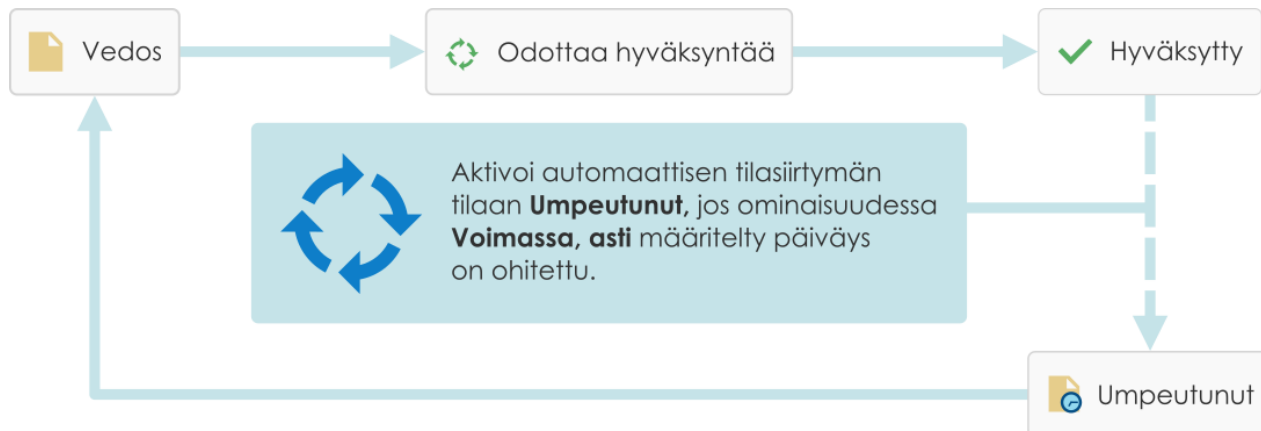 Vedos
Odottaa hyväksyntää
Hyväksytty
Aktivoi automaattisen tilasiirtymän
tilaan Umpeutunut, jos ominaisuudessa
Voimassa, asti määritelty päiväys
on ohitettu.
Umpeutunut